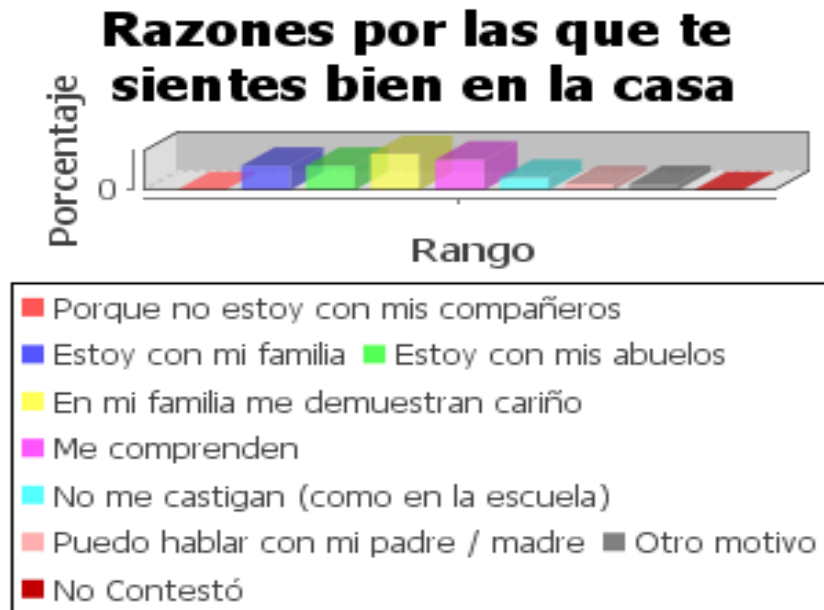 Razones por las que te
sientes bien en la casa
Porcentaje
0
Rango
Porque no estoy con mis compañeros
Estoy con mi familia Estoy con mis abuelos
En mi familia me demuestran cariño
Me comprenden
No me castigan (como en la escuela)
Puedo hablar con mi padre / madre Otro motivo
No Contestó